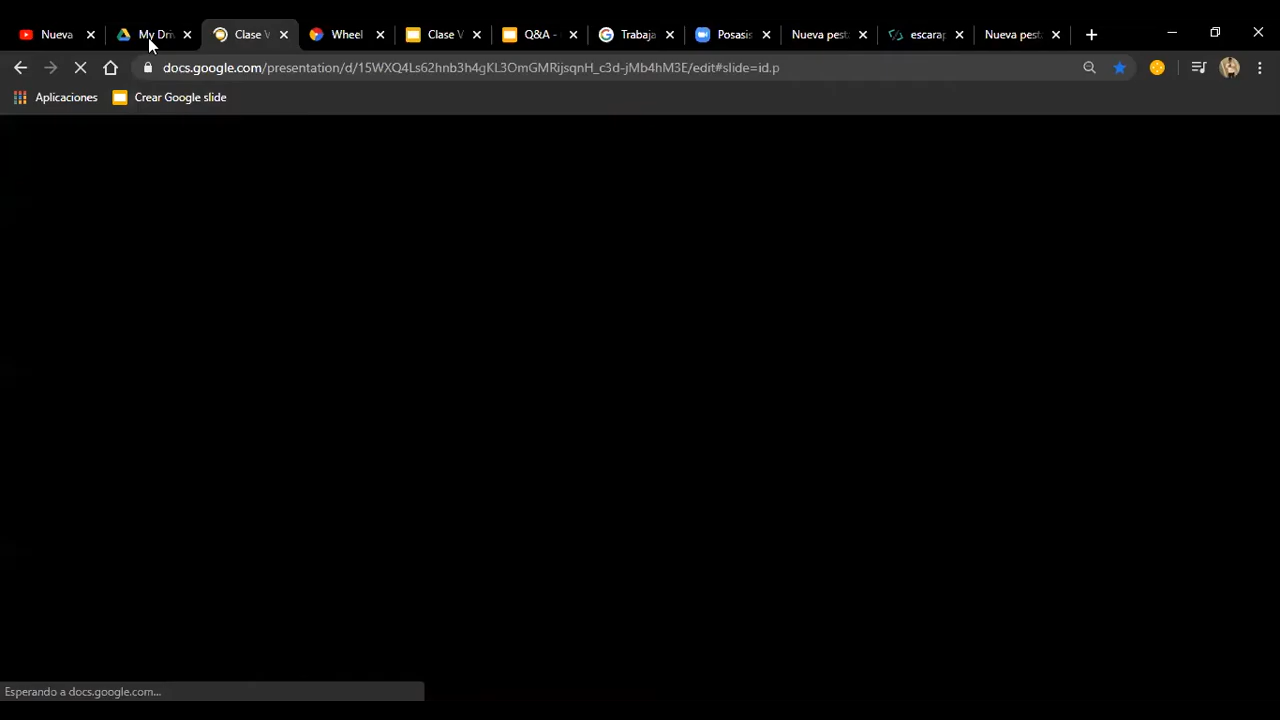 Nueva My Dri Clase V Wheel Clase V Q&A - Trabaja Posasis Nueva pest escarap Nueva pest
docs.google.com/presentation/d/15WXQ4Ls62hnb3h4gKL3OmGMRijsqnH_c3d-jMb4hM3E/edit#slide=id.p
Aplicaciones Crear Google slide
Esperando a docs.google.com...